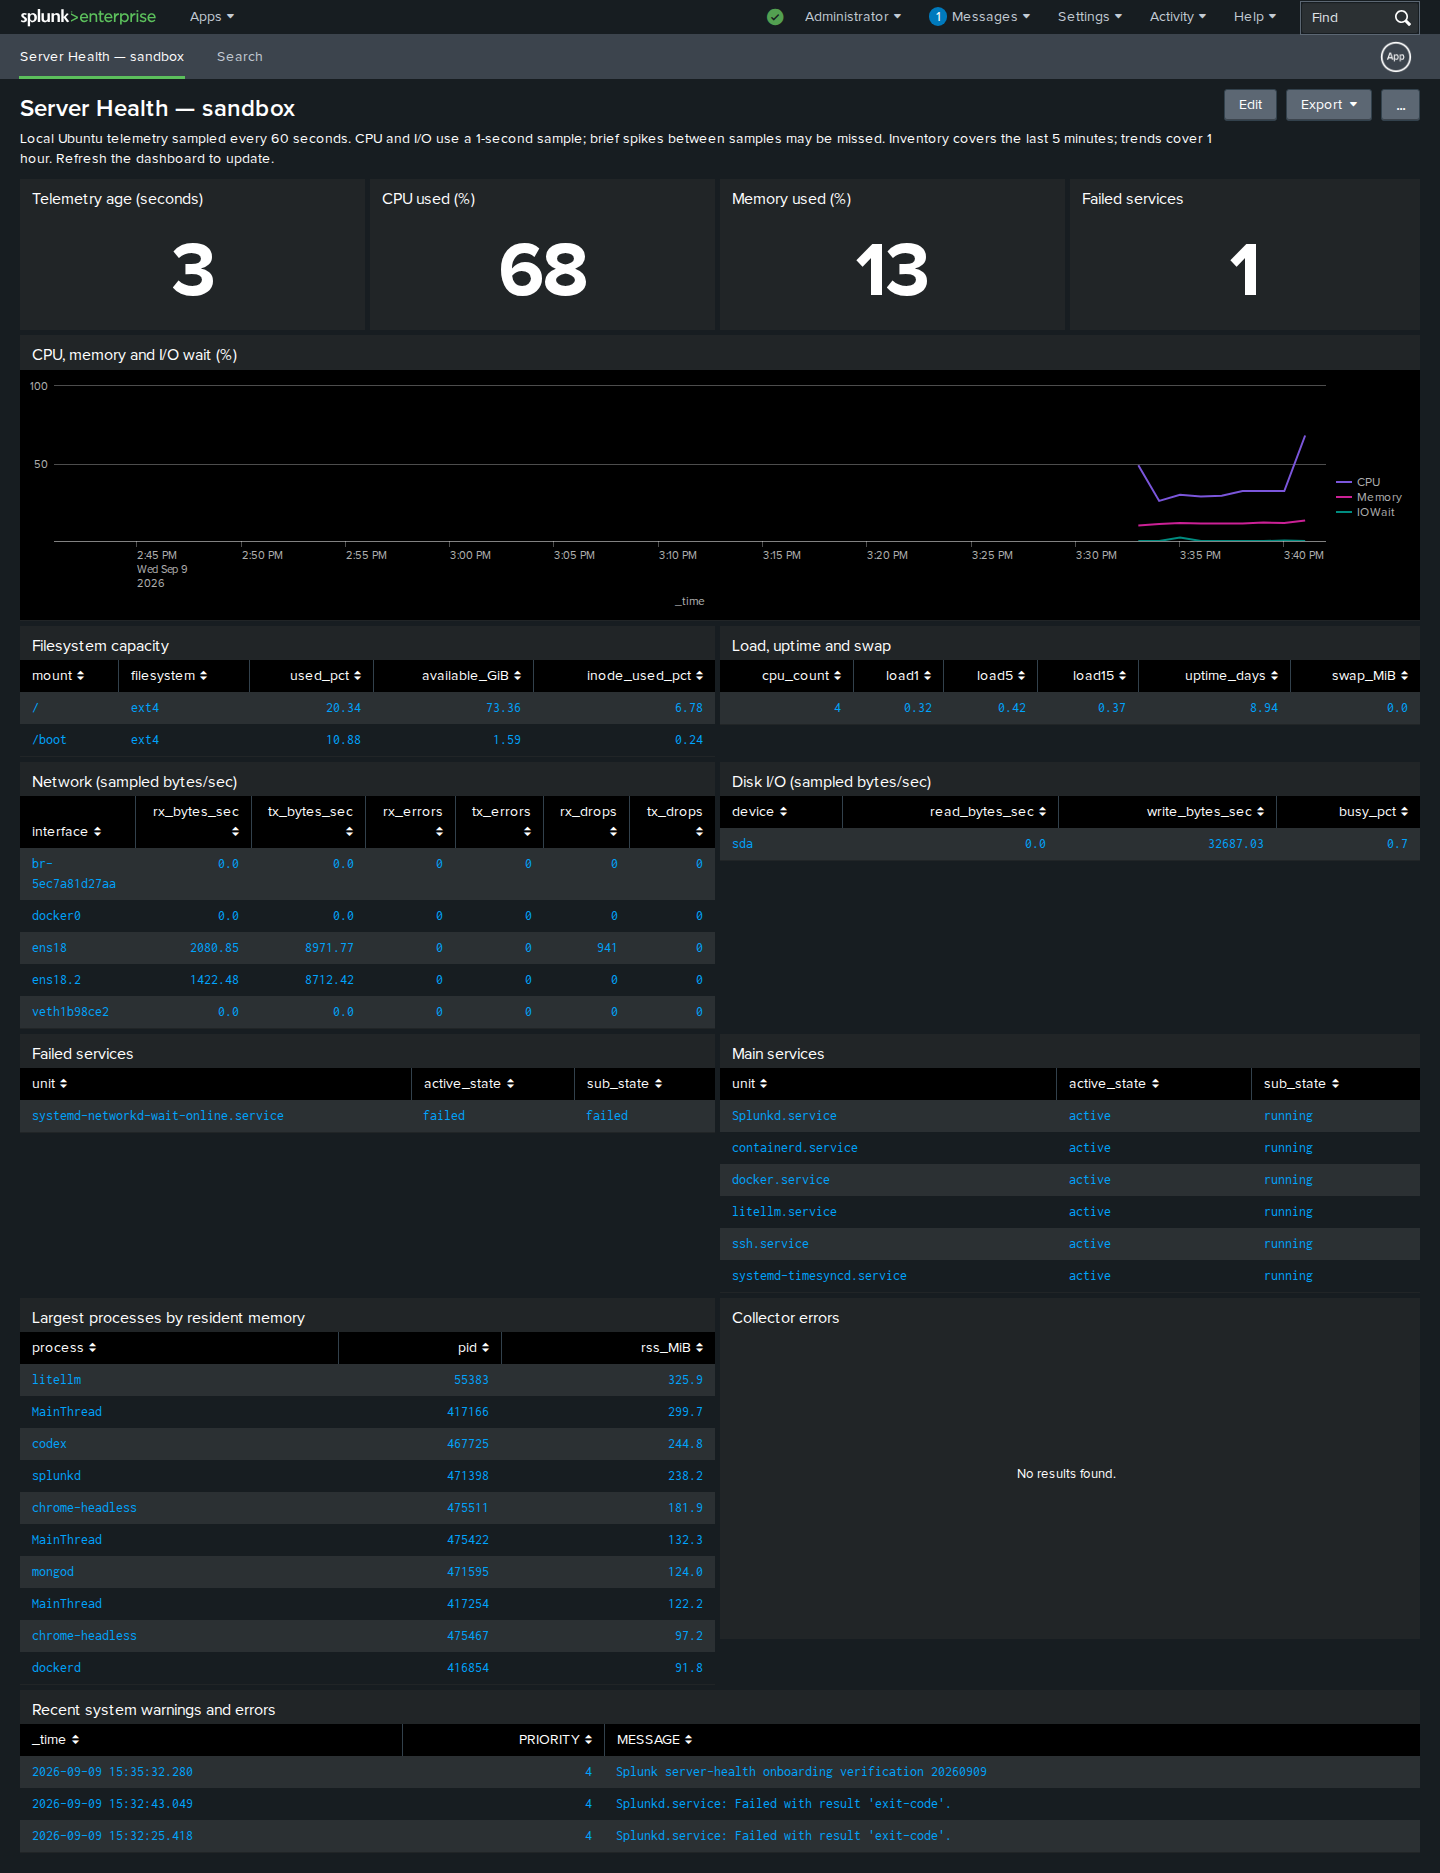 splunk>enterprise Apps Administrator 1 Messages Settings Activity Help Find
Server Health — sandbox Search App
Server Health — sandbox Edit Export ...
Local Ubuntu telemetry sampled every 60 seconds. CPU and I/O use a 1-second sample; brief spikes between samples may be missed. Inventory covers the last 5 minutes; trends cover 1
hour. Refresh the dashboard to update.
Telemetry age (seconds) CPU used (%) Memory used (%) Failed services
3 68 13 1
CPU, memory and I/O wait (%)
100
50
CPU
Memory
IOWait
2:45 PM 2:50 PM 2:55 PM 3:00 PM 3:05 PM 3:10 PM 3:15 PM 3:20 PM 3:25 PM 3:30 PM 3:35 PM 3:40 PM
Wed Sep 9
2026
_time
Filesystem capacity
mount filesystem used_pct available_GiB inode_used_pct
/ ext4 20.34 73.36 6.78
/boot ext4 10.88 1.59 0.24
Load, uptime and swap
cpu_count load1 load5 load15 uptime_days swap_MiB
4 0.32 0.42 0.37 8.94 0.0
Network (sampled bytes/sec)
interface rx_bytes_sec tx_bytes_sec rx_errors tx_errors rx_drops tx_drops
br-
5ec7a81d27aa 0.0 0.0 0 0 0 0
docker0 0.0 0.0 0 0 0 0
ens18 2080.85 8971.77 0 0 941 0
ens18.2 1422.48 8712.42 0 0 0 0
veth1b98ce2 0.0 0.0 0 0 0 0
Disk I/O (sampled bytes/sec)
device read_bytes_sec write_bytes_sec busy_pct
sda 0.0 32687.03 0.7
Failed services
unit active_state sub_state
systemd-networkd-wait-online.service failed failed
Main services
unit active_state sub_state
Splunkd.service active running
containerd.service active running
docker.service active running
litellm.service active running
ssh.service active running
systemd-timesyncd.service active running
Largest processes by resident memory
process pid rss_MiB
litellm 55383 325.9
MainThread 417166 299.7
codex 467725 244.8
splunkd 471398 238.2
chrome-headless 475511 181.9
MainThread 475422 132.3
mongod 471595 124.0
MainThread 417254 122.2
chrome-headless 475467 97.2
dockerd 416854 91.8
Collector errors
No results found.
Recent system warnings and errors
_time PRIORITY MESSAGE
2026-09-09 15:35:32.280 4 Splunk server-health onboarding verification 20260909
2026-09-09 15:32:43.049 4 Splunkd.service: Failed with result 'exit-code'.
2026-09-09 15:32:25.418 4 Splunkd.service: Failed with result 'exit-code'.